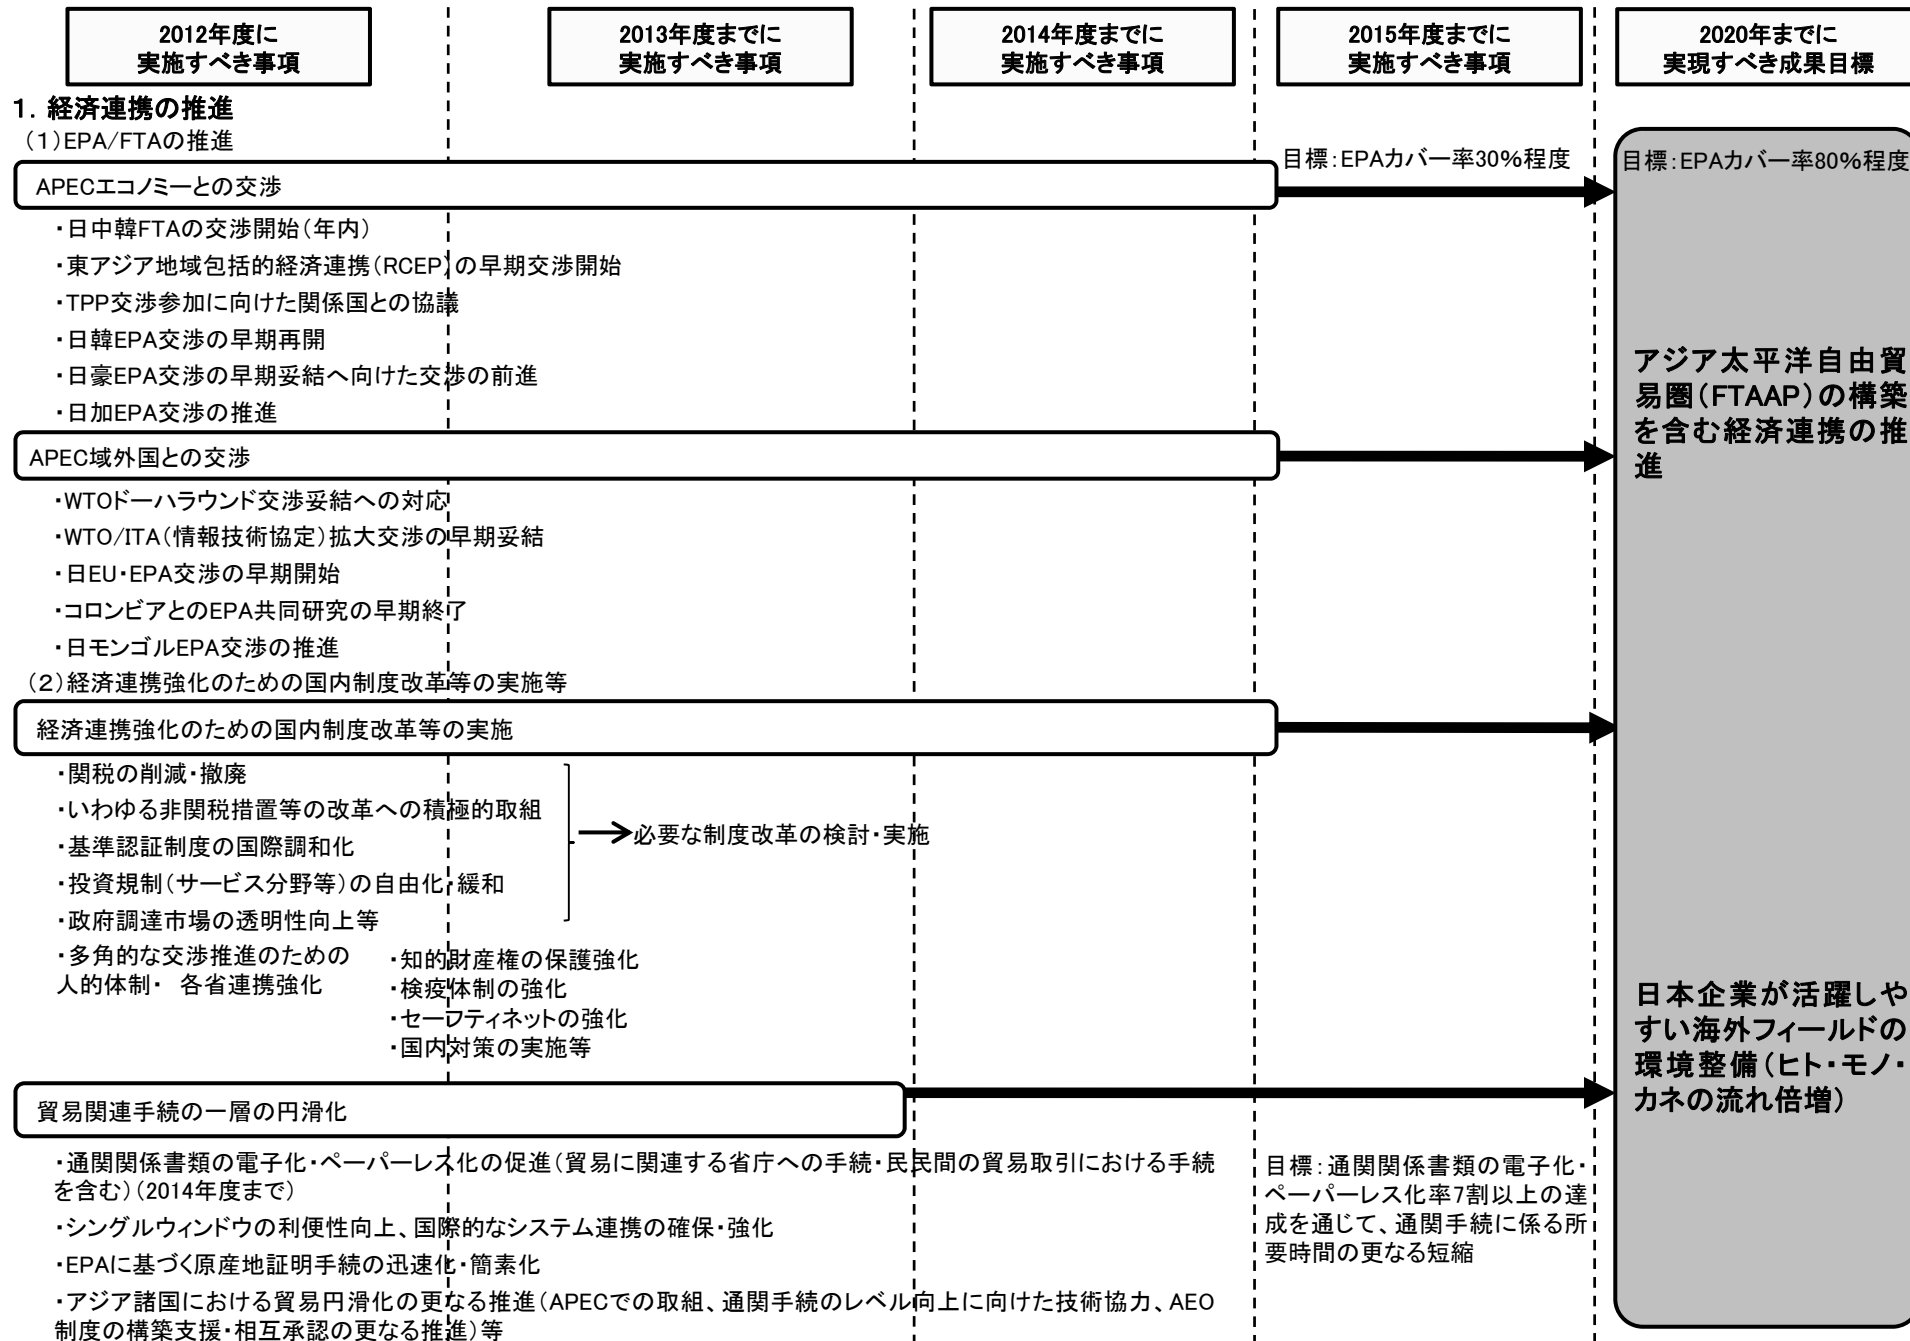 2012年度に
実施すべき事項
2013年度までに
実施すべき事項
2014年度までに
実施すべき事項
2015年度までに
実施すべき事項
2020年までに
実現すべき成果目標
1．経済連携の推進
（１）EPA/FTAの推進
目標：EPAカバー率30％程度
目標：EPAカバー率80％程度
APECエコノミーとの交渉
・日中韓FTAの交渉開始（年内）
・東アジア地域包括的経済連携（RCEP）の早期交渉開始
・TPP交渉参加に向けた関係国との協議
・日韓EPA交渉の早期再開
・日豪EPA交渉の早期妥結へ向けた交渉の前進
・日加EPA交渉の推進
アジア太平洋自由貿
易圏（FTAAP）の構築
を含む経済連携の推
進
APEC域外国との交渉
・WTOドーハラウンド交渉妥結への対応
・WTO/ITA（情報技術協定）拡大交渉の早期妥結
・日EU・EPA交渉の早期開始
・コロンビアとのEPA共同研究の早期終了
・日モンゴルEPA交渉の推進
（２）経済連携強化のための国内制度改革等の実施等
経済連携強化のための国内制度改革等の実施
・関税の削減・撤廃
・いわゆる非関税措置等の改革への積極的取組
・基準認証制度の国際調和化
・投資規制（サービス分野等）の自由化・緩和
・政府調達市場の透明性向上等
必要な制度改革の検討・実施
・多角的な交渉推進のための
人的体制・ 各省連携強化
・知的財産権の保護強化
・検疫体制の強化
・セーフティネットの強化
・国内対策の実施等
日本企業が活躍しや
すい海外フィールドの
環境整備（ヒト・モノ・
カネの流れ倍増）
貿易関連手続の一層の円滑化
・通関関係書類の電子化・ペーパーレス化の促進（貿易に関連する省庁への手続・民民間の貿易取引における手続
を含む）（2014年度まで）
・シングルウィンドウの利便性向上、国際的なシステム連携の確保・強化
・EPAに基づく原産地証明手続の迅速化・簡素化
・アジア諸国における貿易円滑化の更なる推進（APECでの取組、通関手続のレベル向上に向けた技術協力、AEO
制度の構築支援・相互承認の更なる推進）等
目標：通関関係書類の電子化・
ペーパーレス化率7割以上の達
成を通じて、通関手続に係る所
要時間の更なる短縮